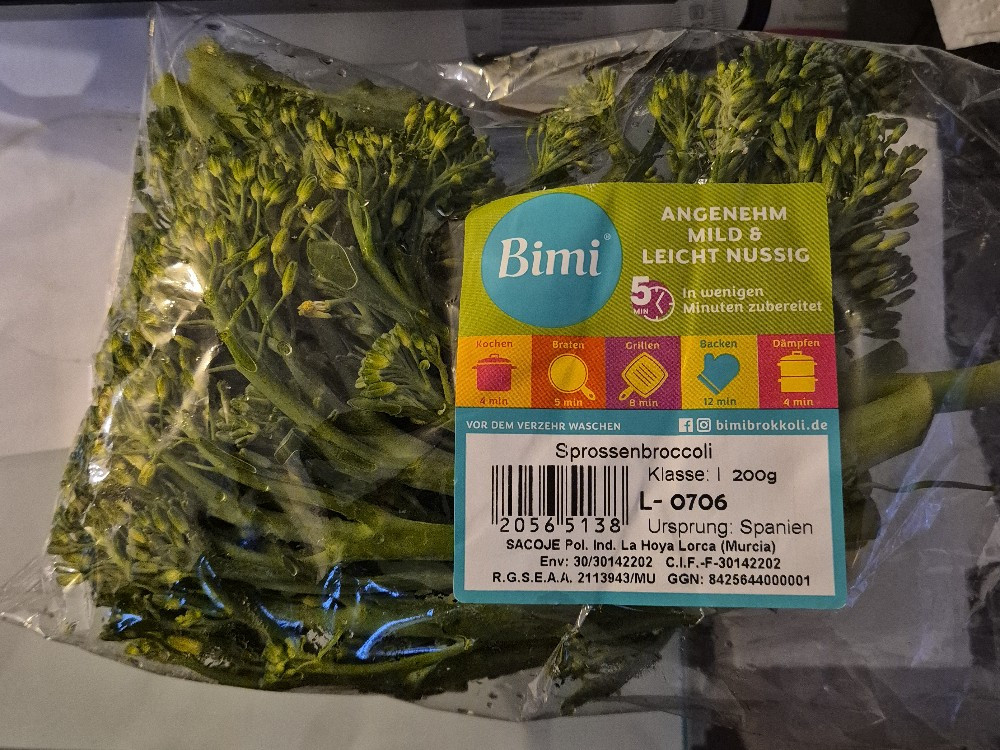 Bimi®
ANGENEHM
MILD &
LEICHT NUSSIG
5 MIN
In wenigen
Minuten zubereitet
Kochen Braten Grillen Backen Dämpfen
4 min 5 min 8 min 12 min 4 min
VOR DEM VERZEHR WASCHEN bimibrokkoli.de
Sprossenbroccoli
Klasse: I 200g
L- 0706
2056 5138
Ursprung: Spanien
SACOJE Pol. Ind. La Hoya Lorca (Murcia)
Env: 30/30142202 C.I.F.-F-30142202
R.G.S.E.A.A. 2113943/MU GGN: 8425644000001